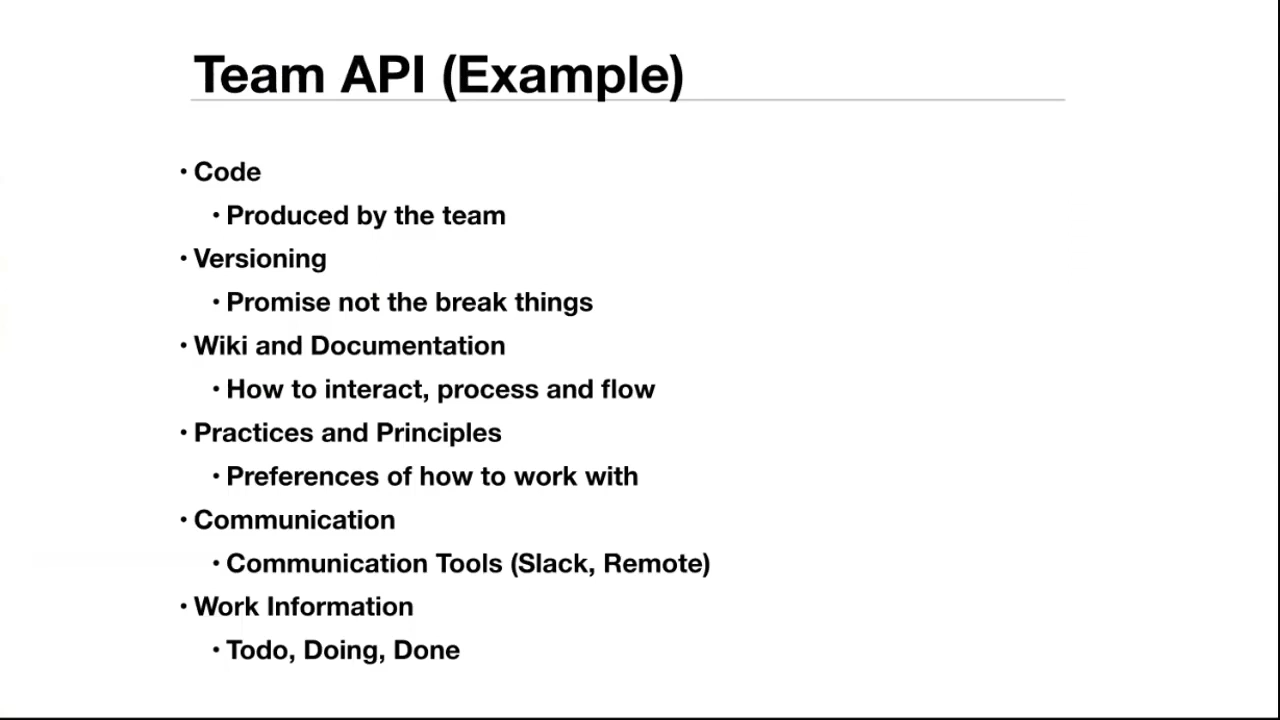 Team API (Example)
• Code
• Produced by the team
• Versioning
• Promise not the break things
• Wiki and Documentation
• How to interact, process and flow
• Practices and Principles
• Preferences of how to work with
• Communication
• Communication Tools (Slack, Remote)
• Work Information
• Todo, Doing, Done